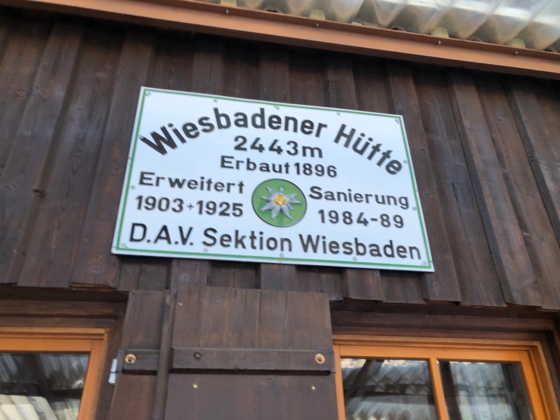 Wiesbadener Hütte
2443m
Erbaut 1896
Erweitert
1903+1925
Sanierung
1984-89
D.A.V. Sektion Wiesbaden